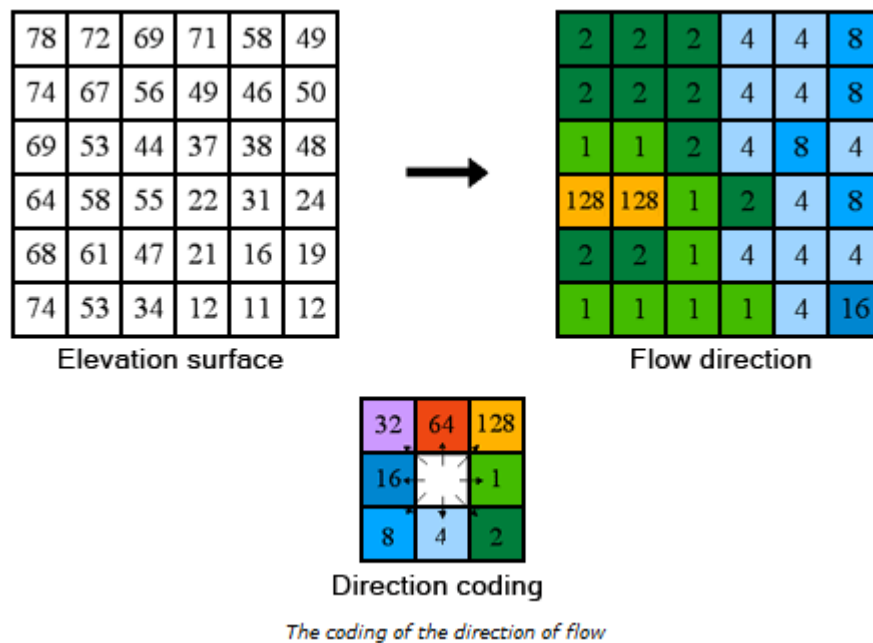 78 72 69 71 58 49 2 2 2 4 4 8
74 67 56 49 46 50 2 2 2 4 4 8
69 53 44 37 38 48 1 1 2 4 8 4
64 58 55 22 31 24 128 128 1 2 4 8
68 61 47 21 16 19 2 2 1 4 4 4
74 53 34 12 11 12 1 1 1 1 4 16
Elevation surface Flow direction
32 64 128
16 1
8 4 2
Direction coding
The coding of the direction of flow